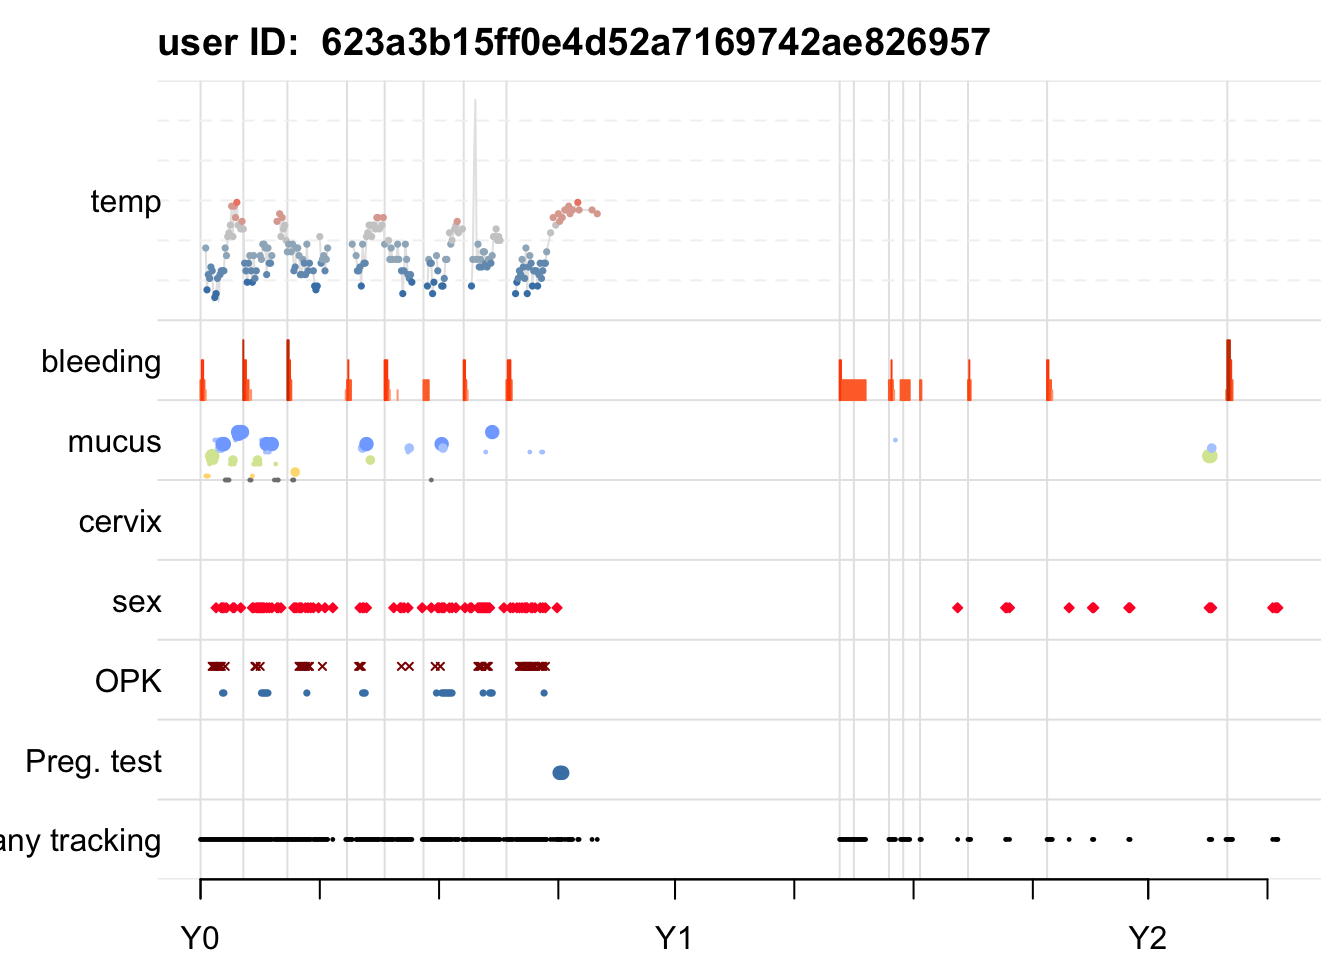 user ID:  623a3b15ff0e4d52a7169742ae826957
temp
bleeding
mucus
cervix
sex
OPK
Preg. test
any tracking
Y0 Y1 Y2